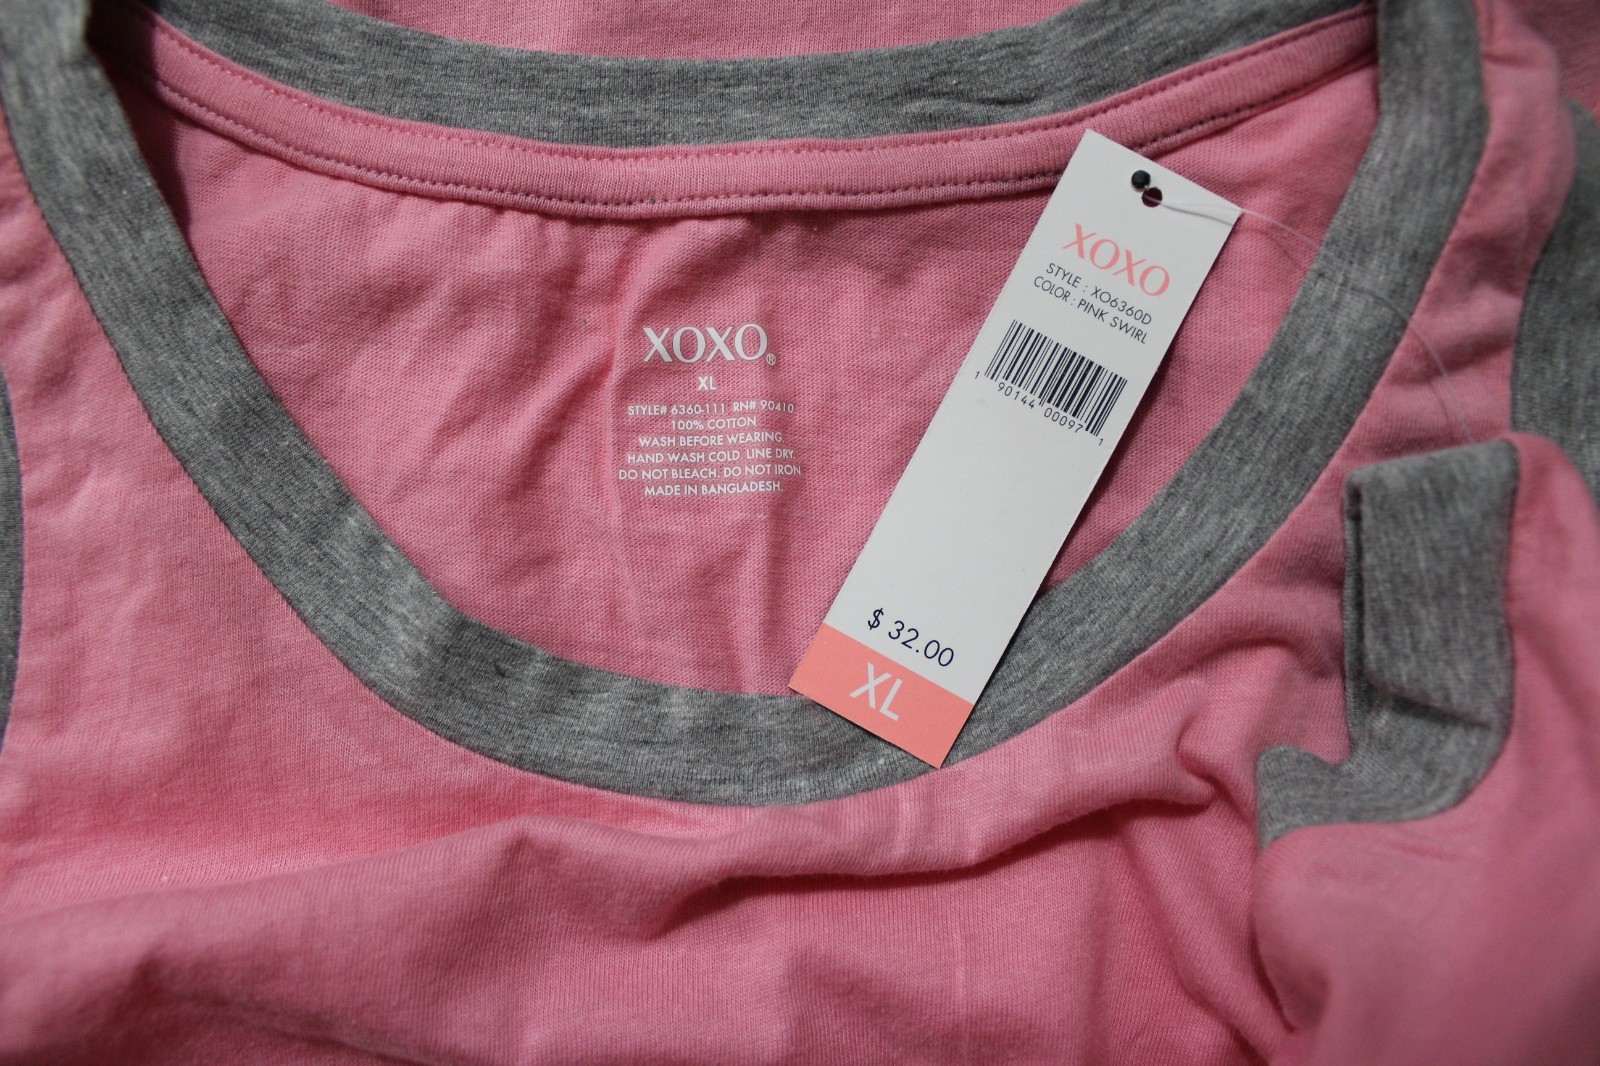 XOXO®
XL
STYLE# 6360-111 RN# 90410
100% COTTON
WASH BEFORE WEARING.
HAND WASH COLD. LINE DRY.
DO NOT BLEACH. DO NOT IRON.
MADE IN BANGLADESH.
XOXO
STYLE : XO6360D
COLOR : PINK SWIRL
1 90144 00097 1
$ 32.00
XL